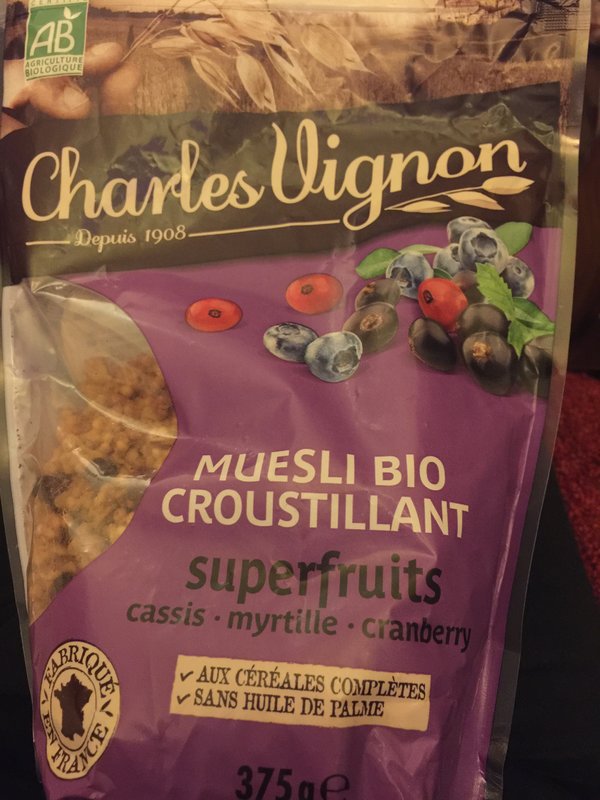 CERTIFIÉ
AB
AGRICULTURE
BIOLOGIQUE
Charles Vignon
Depuis 1908
MUESLI BIO
CROUSTILLANT
superfruits
cassis · myrtille · cranberry
✓ AUX CÉRÉALES COMPLÈTES
✓ SANS HUILE DE PALME
FABRIQUÉ
EN FRANCE
375g℮